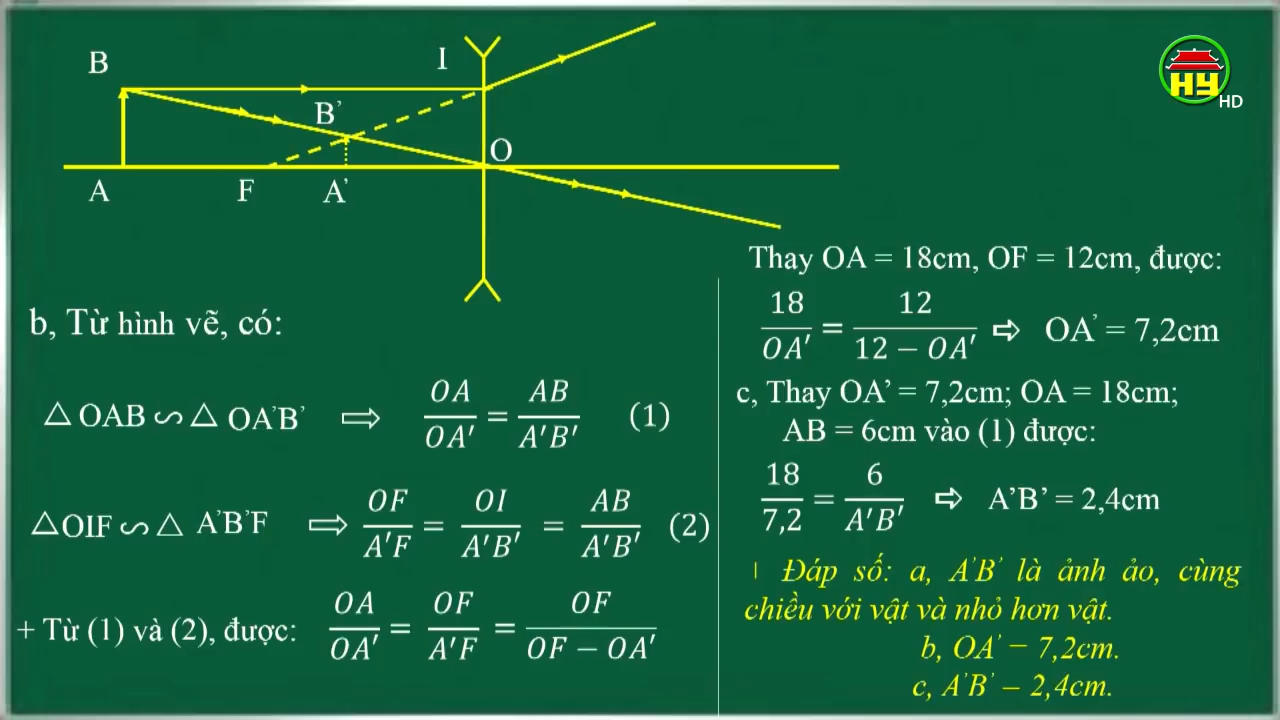 B
I
B'
O
A
F
A'
HY HD
b, Từ hình vẽ, có:
△ OAB ∽ △ OA'B' ⇨ OA/OA' = AB/A'B' (1)
△OIF ∽ △ A'B'F ⇨ OF/A'F = OI/A'B' = AB/A'B' (2)
+ Từ (1) và (2), được: OA/OA' = OF/A'F = OF/(OF − OA')
Thay OA = 18cm, OF = 12cm, được:
18/OA' = 12/(12 − OA') ⇨ OA' = 7,2cm
c, Thay OA' = 7,2cm; OA = 18cm;
AB = 6cm vào (1) được:
18/7,2 = 6/A'B' ⇨ A'B' = 2,4cm
Đáp số: a, A'B' là ảnh ảo, cùng
chiều với vật và nhỏ hơn vật.
b, OA' − 7,2cm.
c, A'B' – 2,4cm.